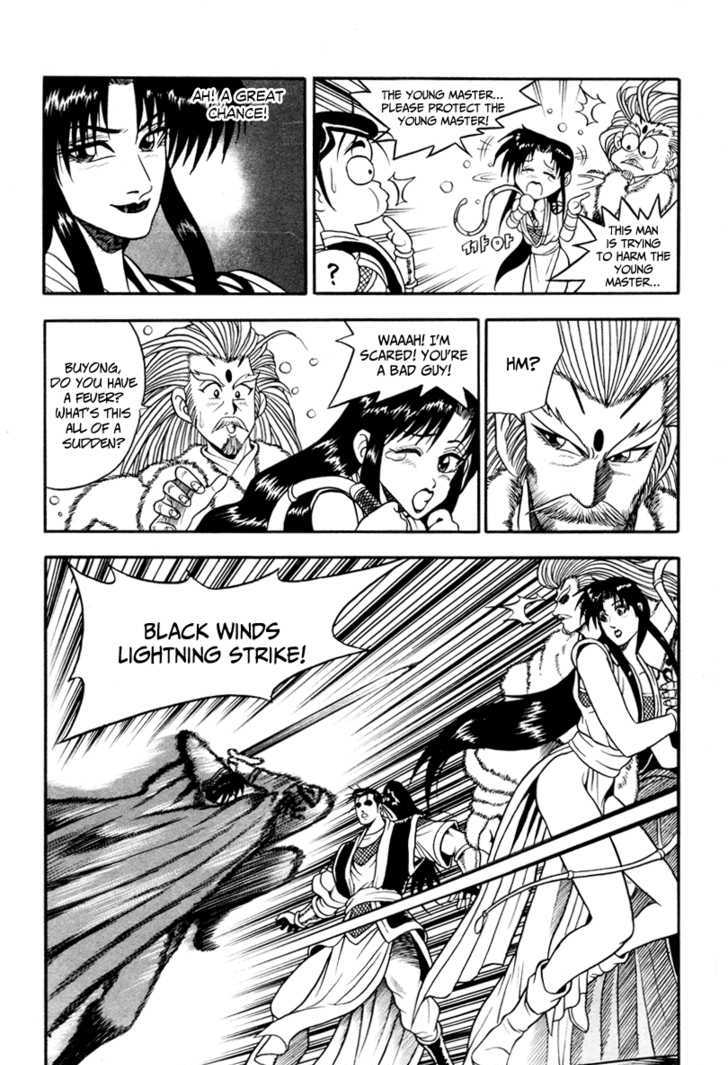 AH! A GREAT
CHANCE!
THE YOUNG MASTER...
PLEASE PROTECT THE
YOUNG MASTER!
?
THIS MAN
IS TRYING
TO HARM THE
YOUNG
MASTER...
BUYONG,
DO YOU HAVE
A FEVER?
WHAT'S THIS
ALL OF A
SUDDEN?
WAAAH! I'M
SCARED! YOU'RE
A BAD GUY!
HM?
BLACK WINDS
LIGHTNING STRIKE!